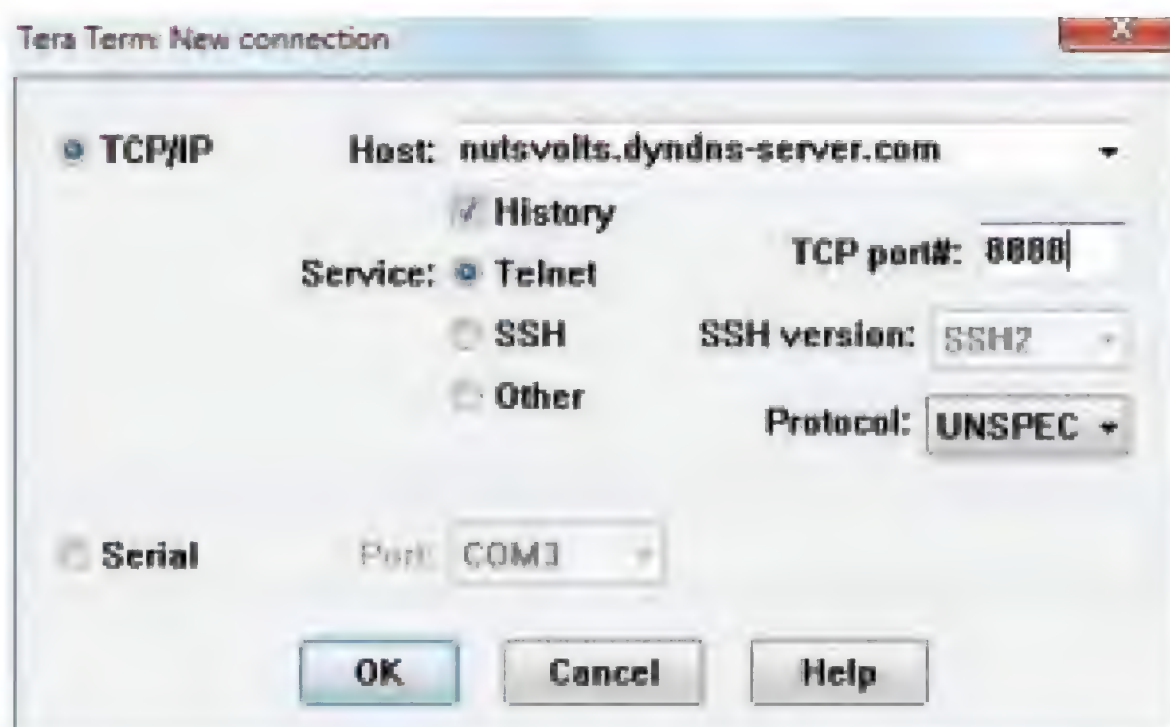 Tera Term: New connection
TCP/IP Host: nutsvolts.dyndns-server.com
History
TCP port#: 8088
Service: Telnet
SSH SSH version: SSH2
Other
Protocol: UNSPEC
Serial Port: COM3
OK Cancel Help